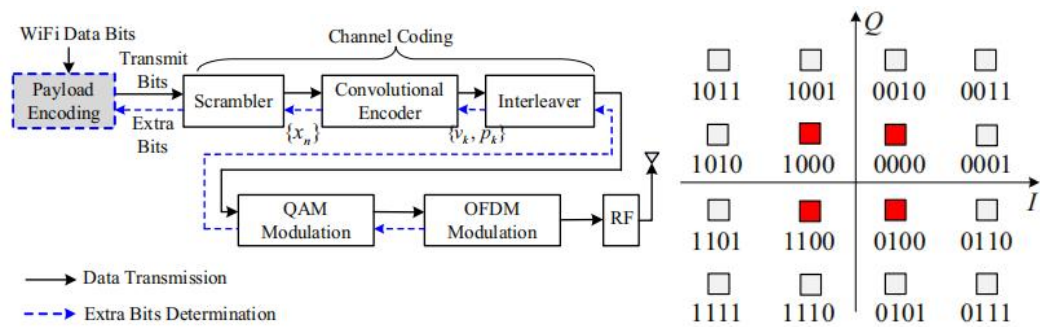 WiFi Data Bits
Channel Coding
Transmit
Bits
Payload
Encoding
Scrambler
Convolutional
Encoder
Interleaver
Extra
Bits
{x_n}
{v_k, p_k}
QAM
Modulation
OFDM
Modulation
RF
Data Transmission
Extra Bits Determination
Q
1011 1001 0010 0011
1010 1000 0000 0001
I
1101 1100 0100 0110
1111 1110 0101 0111